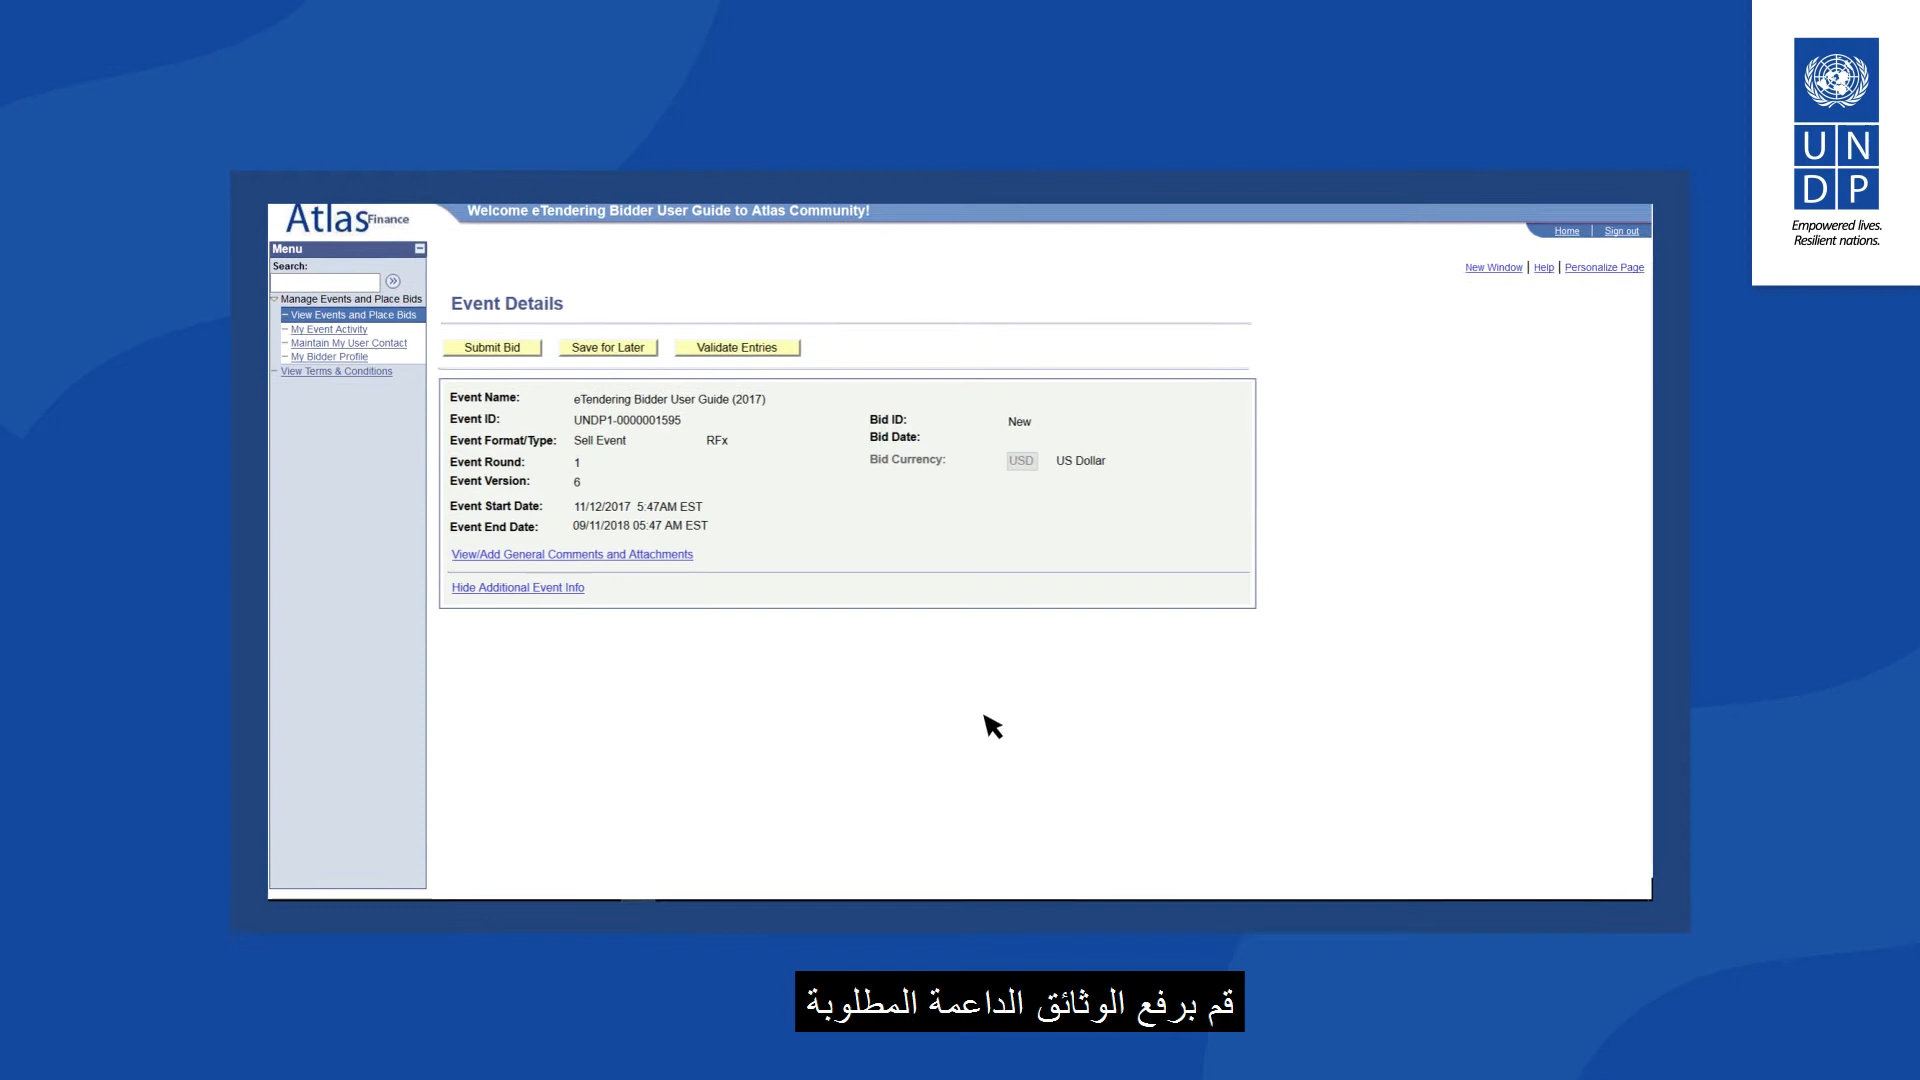 Atlas Finance
Welcome eTendering Bidder User Guide to Atlas Community!
Home | Sign out
Menu
Search:
Manage Events and Place Bids
View Events and Place Bids
My Event Activity
Maintain My User Contact
My Bidder Profile
View Terms & Conditions
New Window | Help | Personalize Page
Event Details
Submit Bid Save for Later Validate Entries
Event Name: eTendering Bidder User Guide (2017)
Event ID: UNDP1-0000001595 Bid ID: New
Bid Date:
Event Format/Type: Sell Event RFx
Event Round: 1 Bid Currency: USD US Dollar
Event Version: 6
Event Start Date: 11/12/2017 5:47AM EST
Event End Date: 09/11/2018 05:47 AM EST
View/Add General Comments and Attachments
Hide Additional Event Info
U N
D P
Empowered lives.
Resilient nations.
قم برفع الوثائق الداعمة المطلوبة